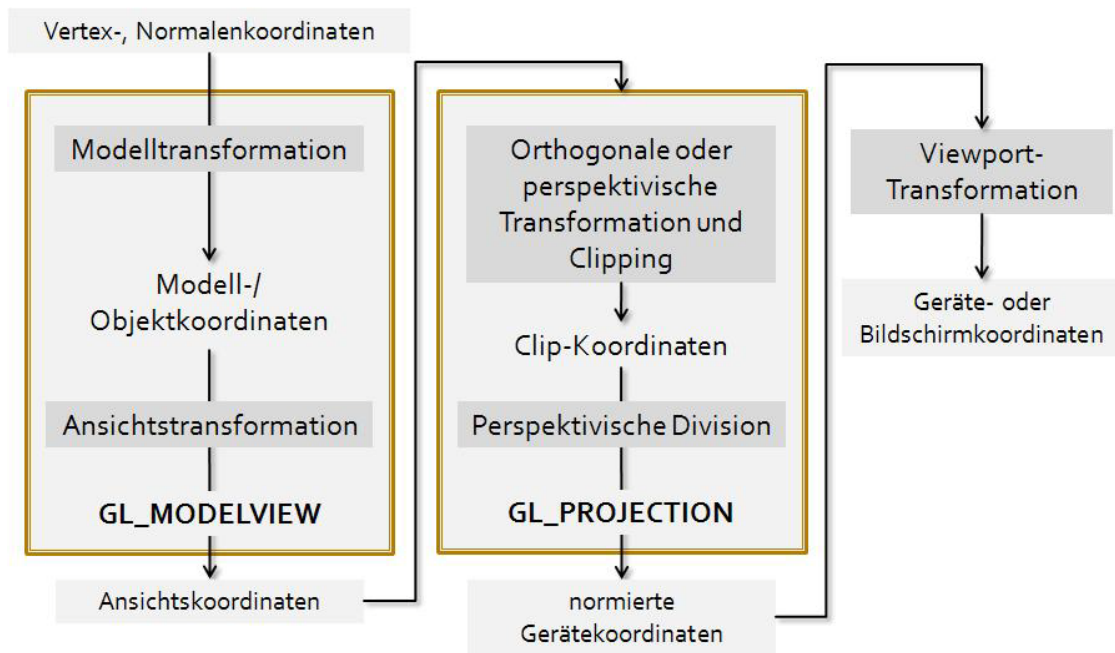 Vertex-, Normalenkoordinaten
Modelltransformation
Modell-/
Objektkoordinaten
Ansichtstransformation
GL_MODELVIEW
Ansichtskoordinaten
Orthogonale oder
perspektivische
Transformation und
Clipping
Clip-Koordinaten
Perspektivische Division
GL_PROJECTION
normierte
Gerätekoordinaten
Viewport-
Transformation
Geräte- oder
Bildschirmkoordinaten